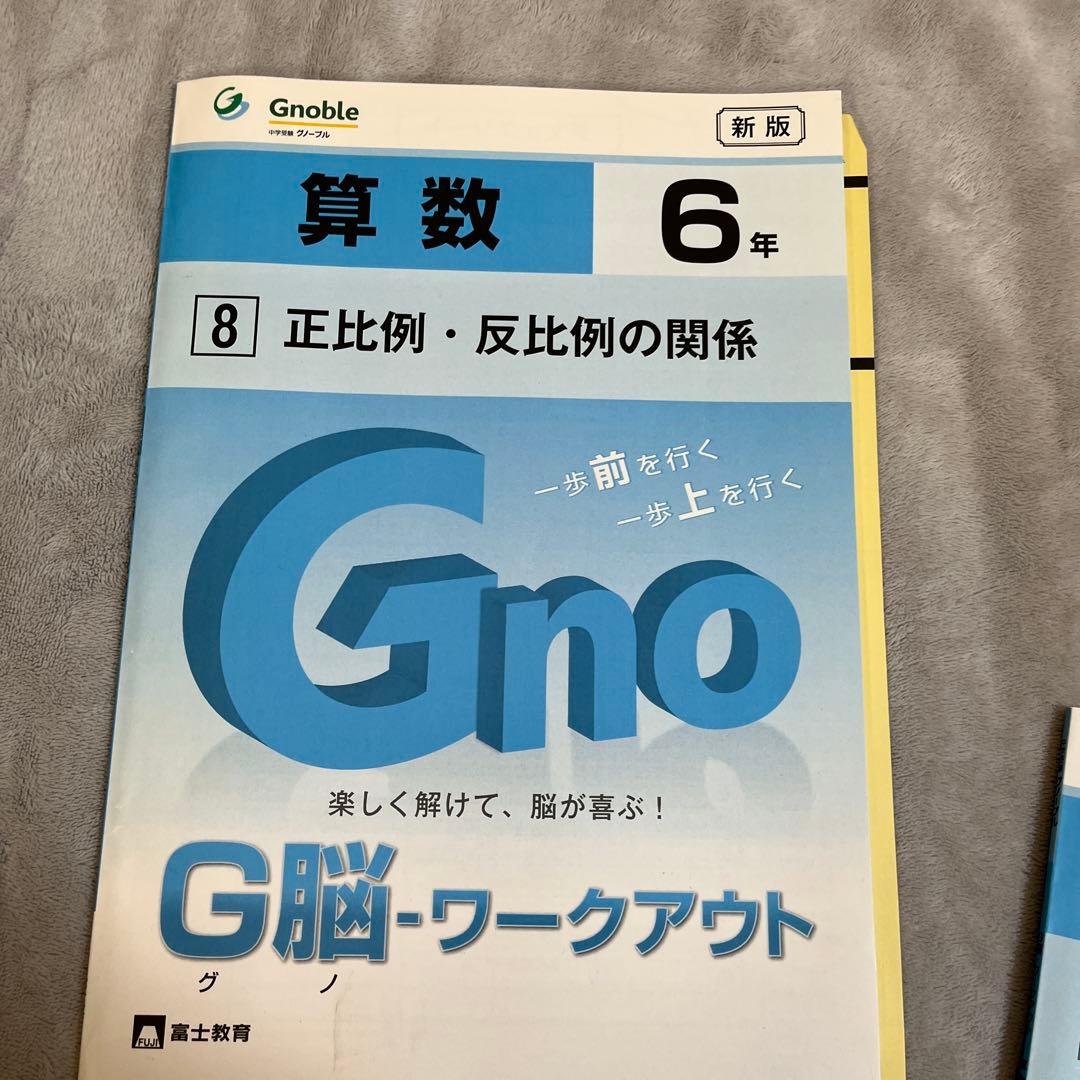 Gnoble
中学受験 グノーブル
新版
算数
6年
8 正比例・反比例の関係
一歩前を行く
一歩上を行く
Gno
楽しく解けて、脳が喜ぶ！
G脳-ワークアウト
グ ノ
FUJI 富士教育